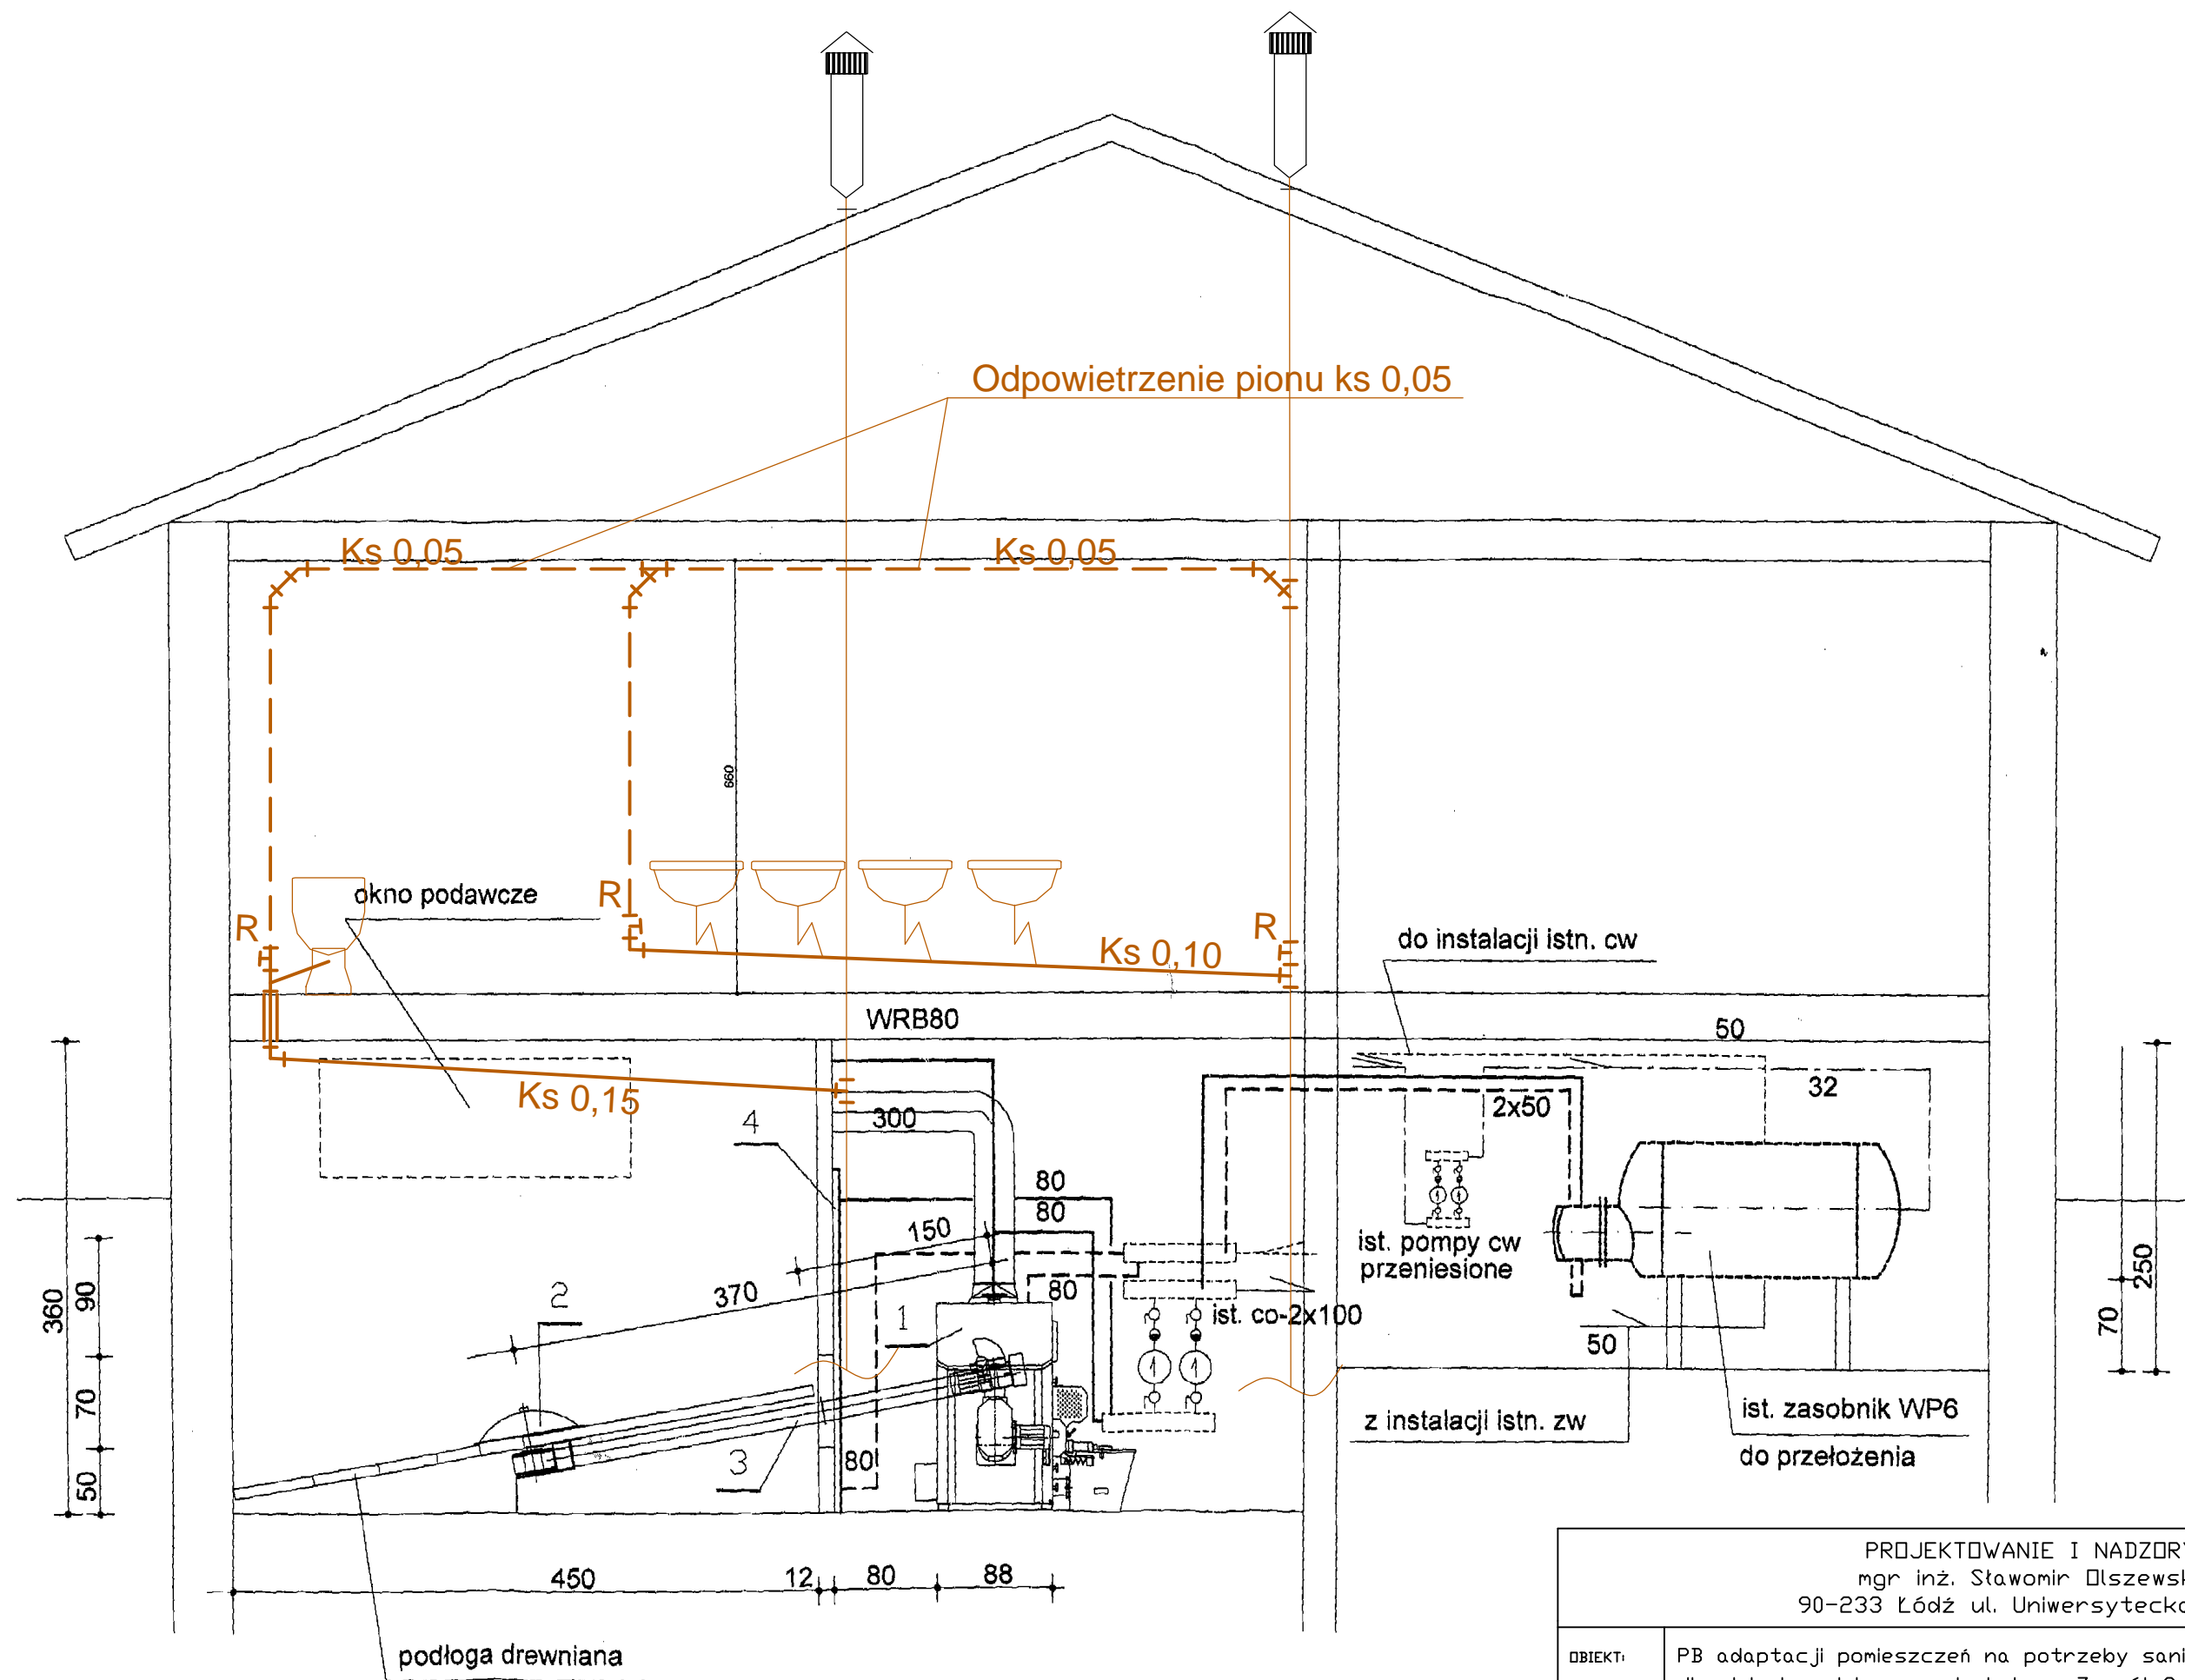 Odpowietrzenie pionu ks 0,05
Ks 0,05
Ks 0,05
660
okno podawcze
R
R
R
Ks 0,10
do instalacji istn. cw
WRB80
50
Ks 0,15
300
2x50
32
4
80
80
150
ist. pompy cw
przeniesione
370
80
ist. co-2x100
2
1
360
90
70
50
250
70
50
3
80
z instalacji istn. zw
ist. zasobnik WP6
do przełożenia
450
12
80
88
podłoga drewniana
PROJEKTOWANIE I NADZORY
mgr inż. Sławomir Olszewsk
90-233 Łódź ul. Uniwersytecka
OBIEKT:
PB adaptacji pomieszczeń na potrzeby sani